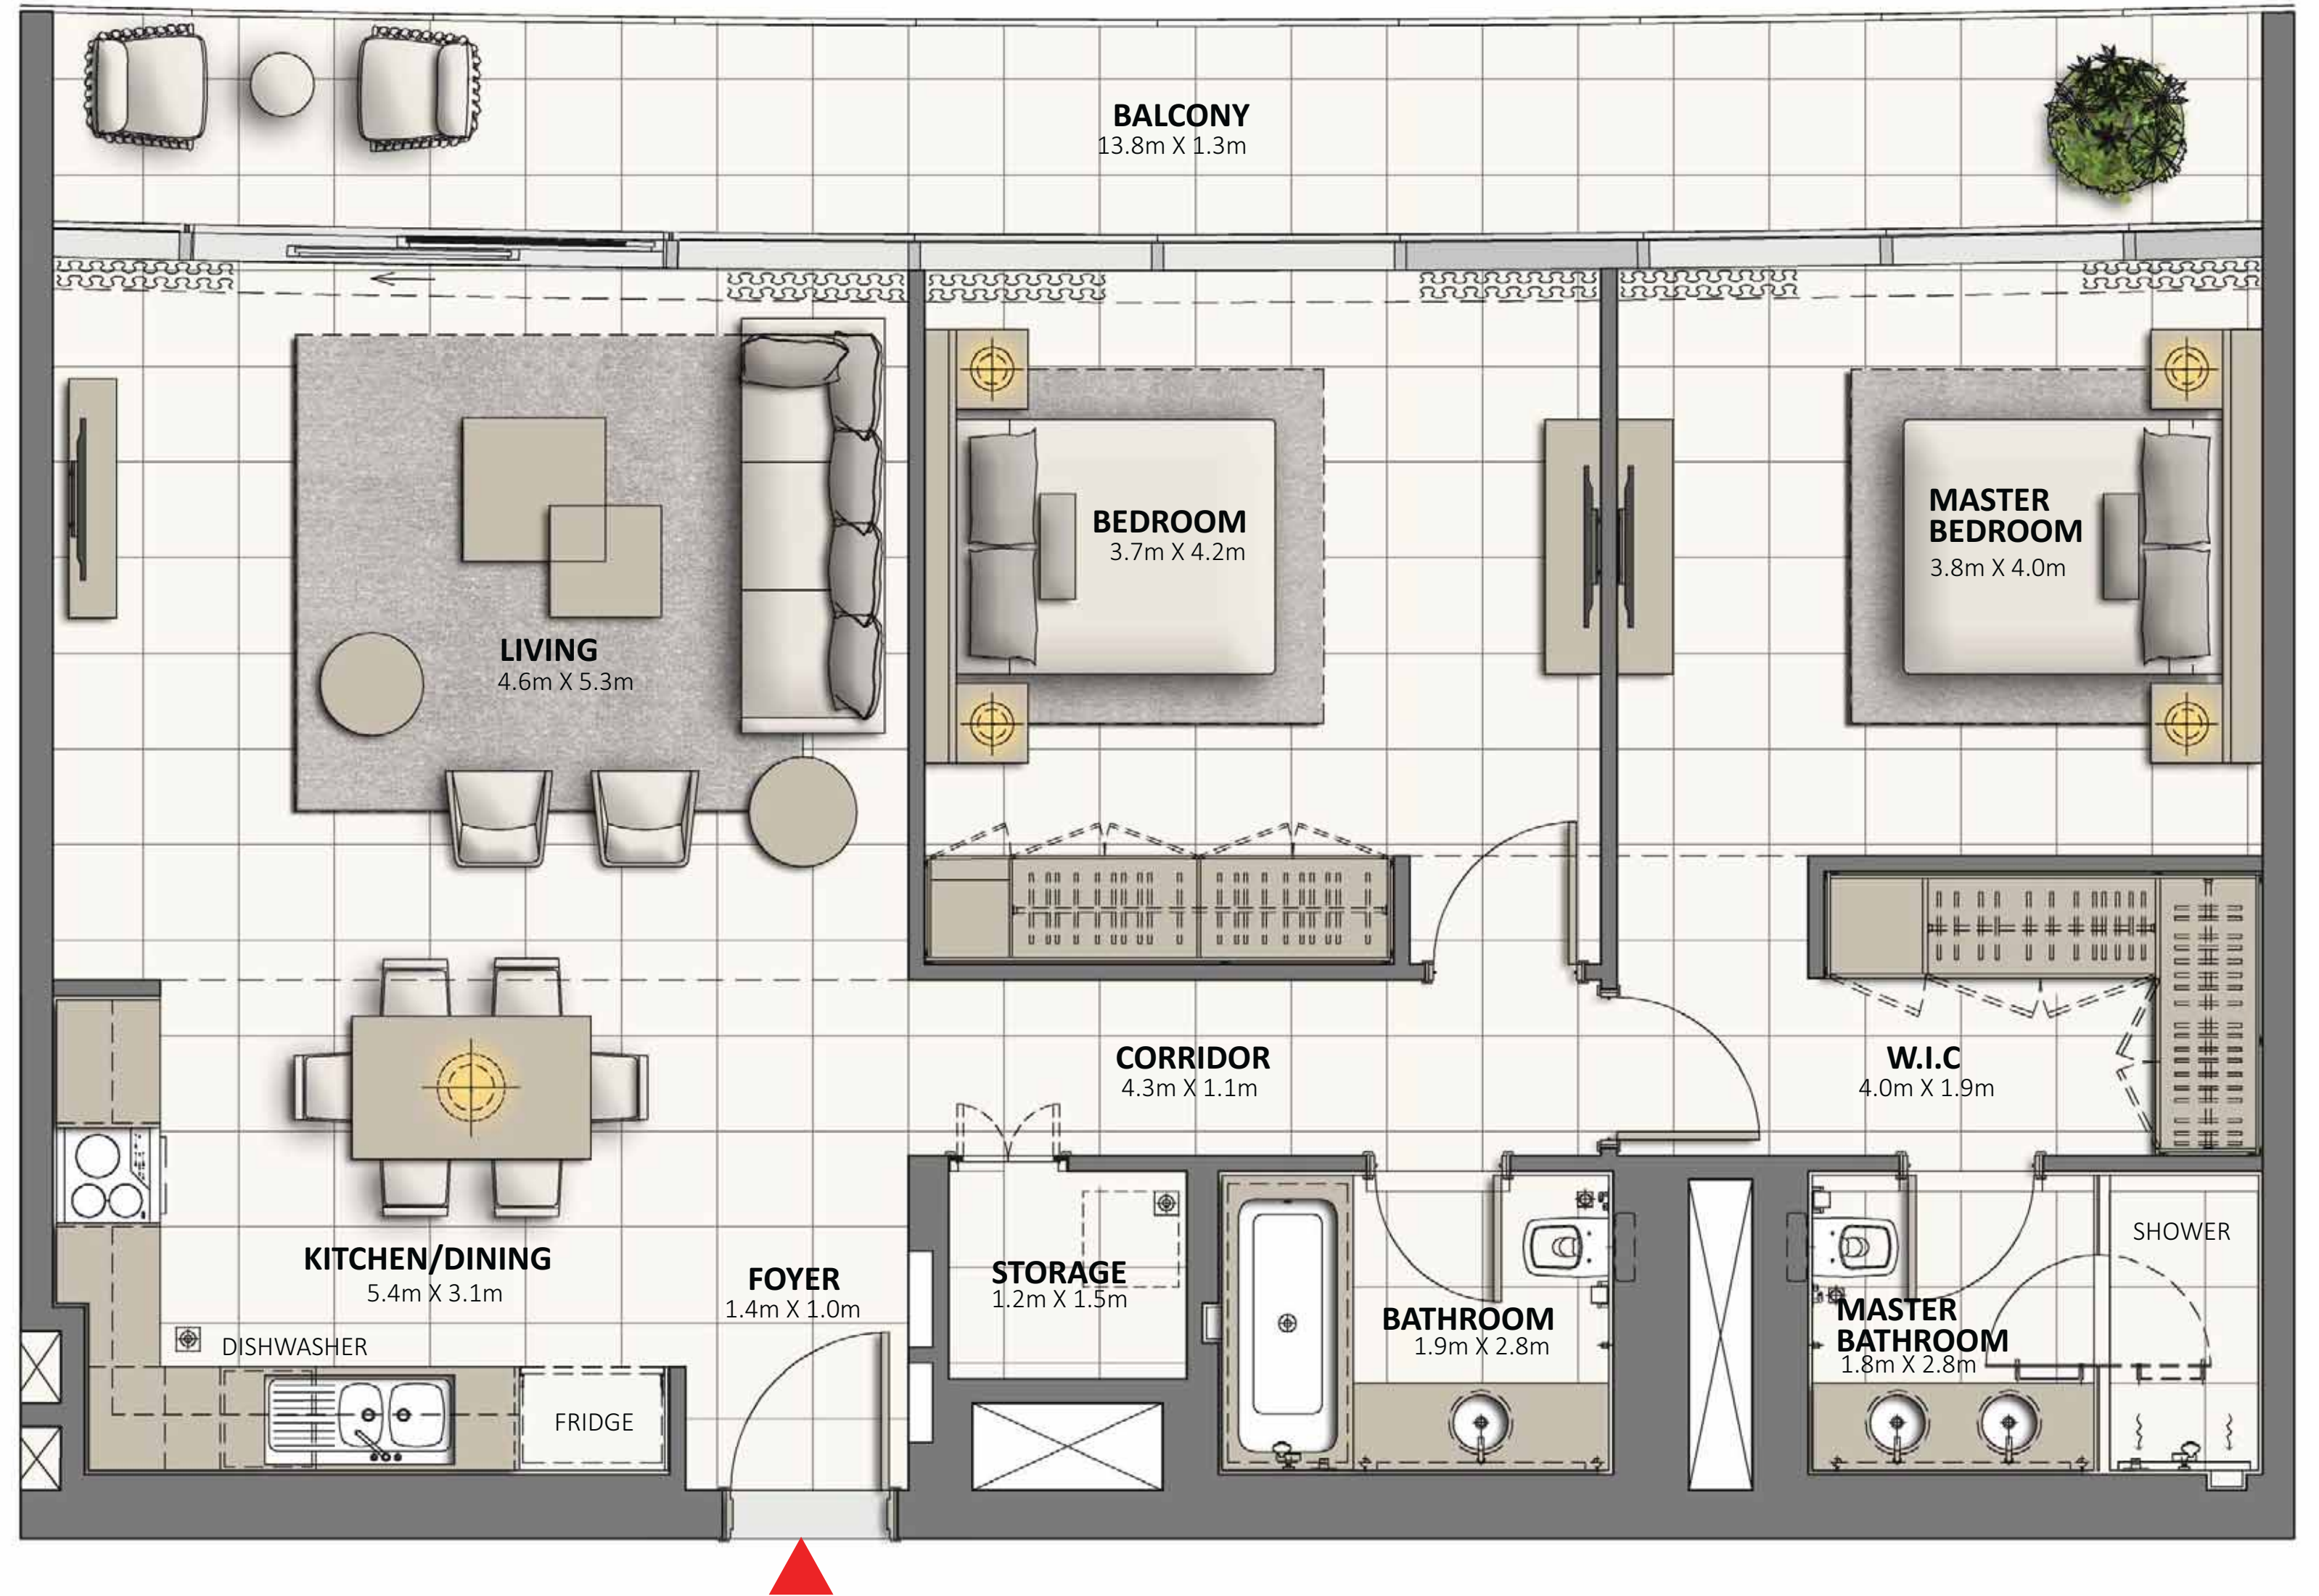 BALCONY
13.8m X 1.3m
LIVING
4.6m X 5.3m
BEDROOM
3.7m X 4.2m
MASTER
BEDROOM
3.8m X 4.0m
KITCHEN/DINING
5.4m X 3.1m
DISHWASHER
FRIDGE
FOYER
1.4m X 1.0m
CORRIDOR
4.3m X 1.1m
W.I.C
4.0m X 1.9m
STORAGE
1.2m X 1.5m
BATHROOM
1.9m X 2.8m
MASTER
BATHROOM
1.8m X 2.8m
SHOWER